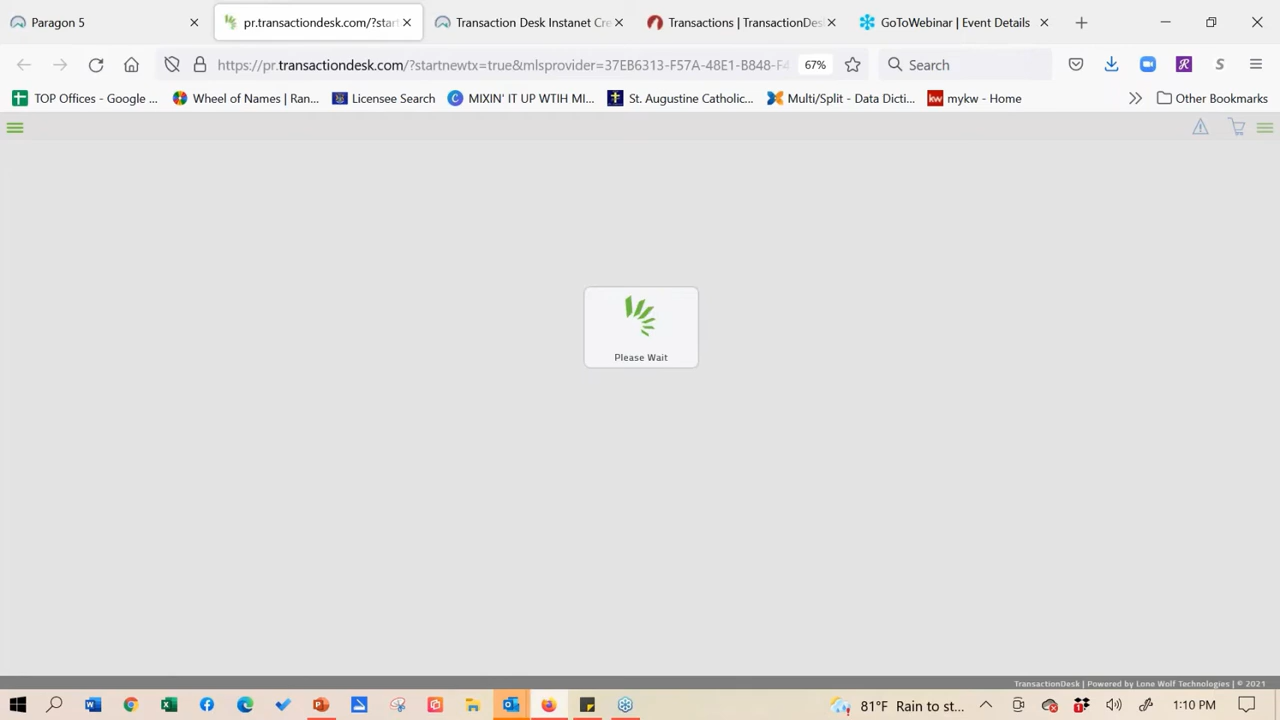 Paragon 5
pr.transactiondesk.com/?start
Transaction Desk Instanet Cre
Transactions | TransactionDes
GoToWebinar | Event Details
https://pr.transactiondesk.com/?startnewtx=true&mlsprovider=37EB6313-F57A-48E1-B848-F4
67%
Search
TOP Offices - Google ...
Wheel of Names | Ran...
Licensee Search
MIXIN' IT UP WTIH MI...
St. Augustine Catholic...
Multi/Split - Data Dicti...
kw
mykw - Home
Other Bookmarks
Please Wait
TransactionDesk | Powered by Lone Wolf Technologies | © 2021
81°F Rain to st...
1:10 PM